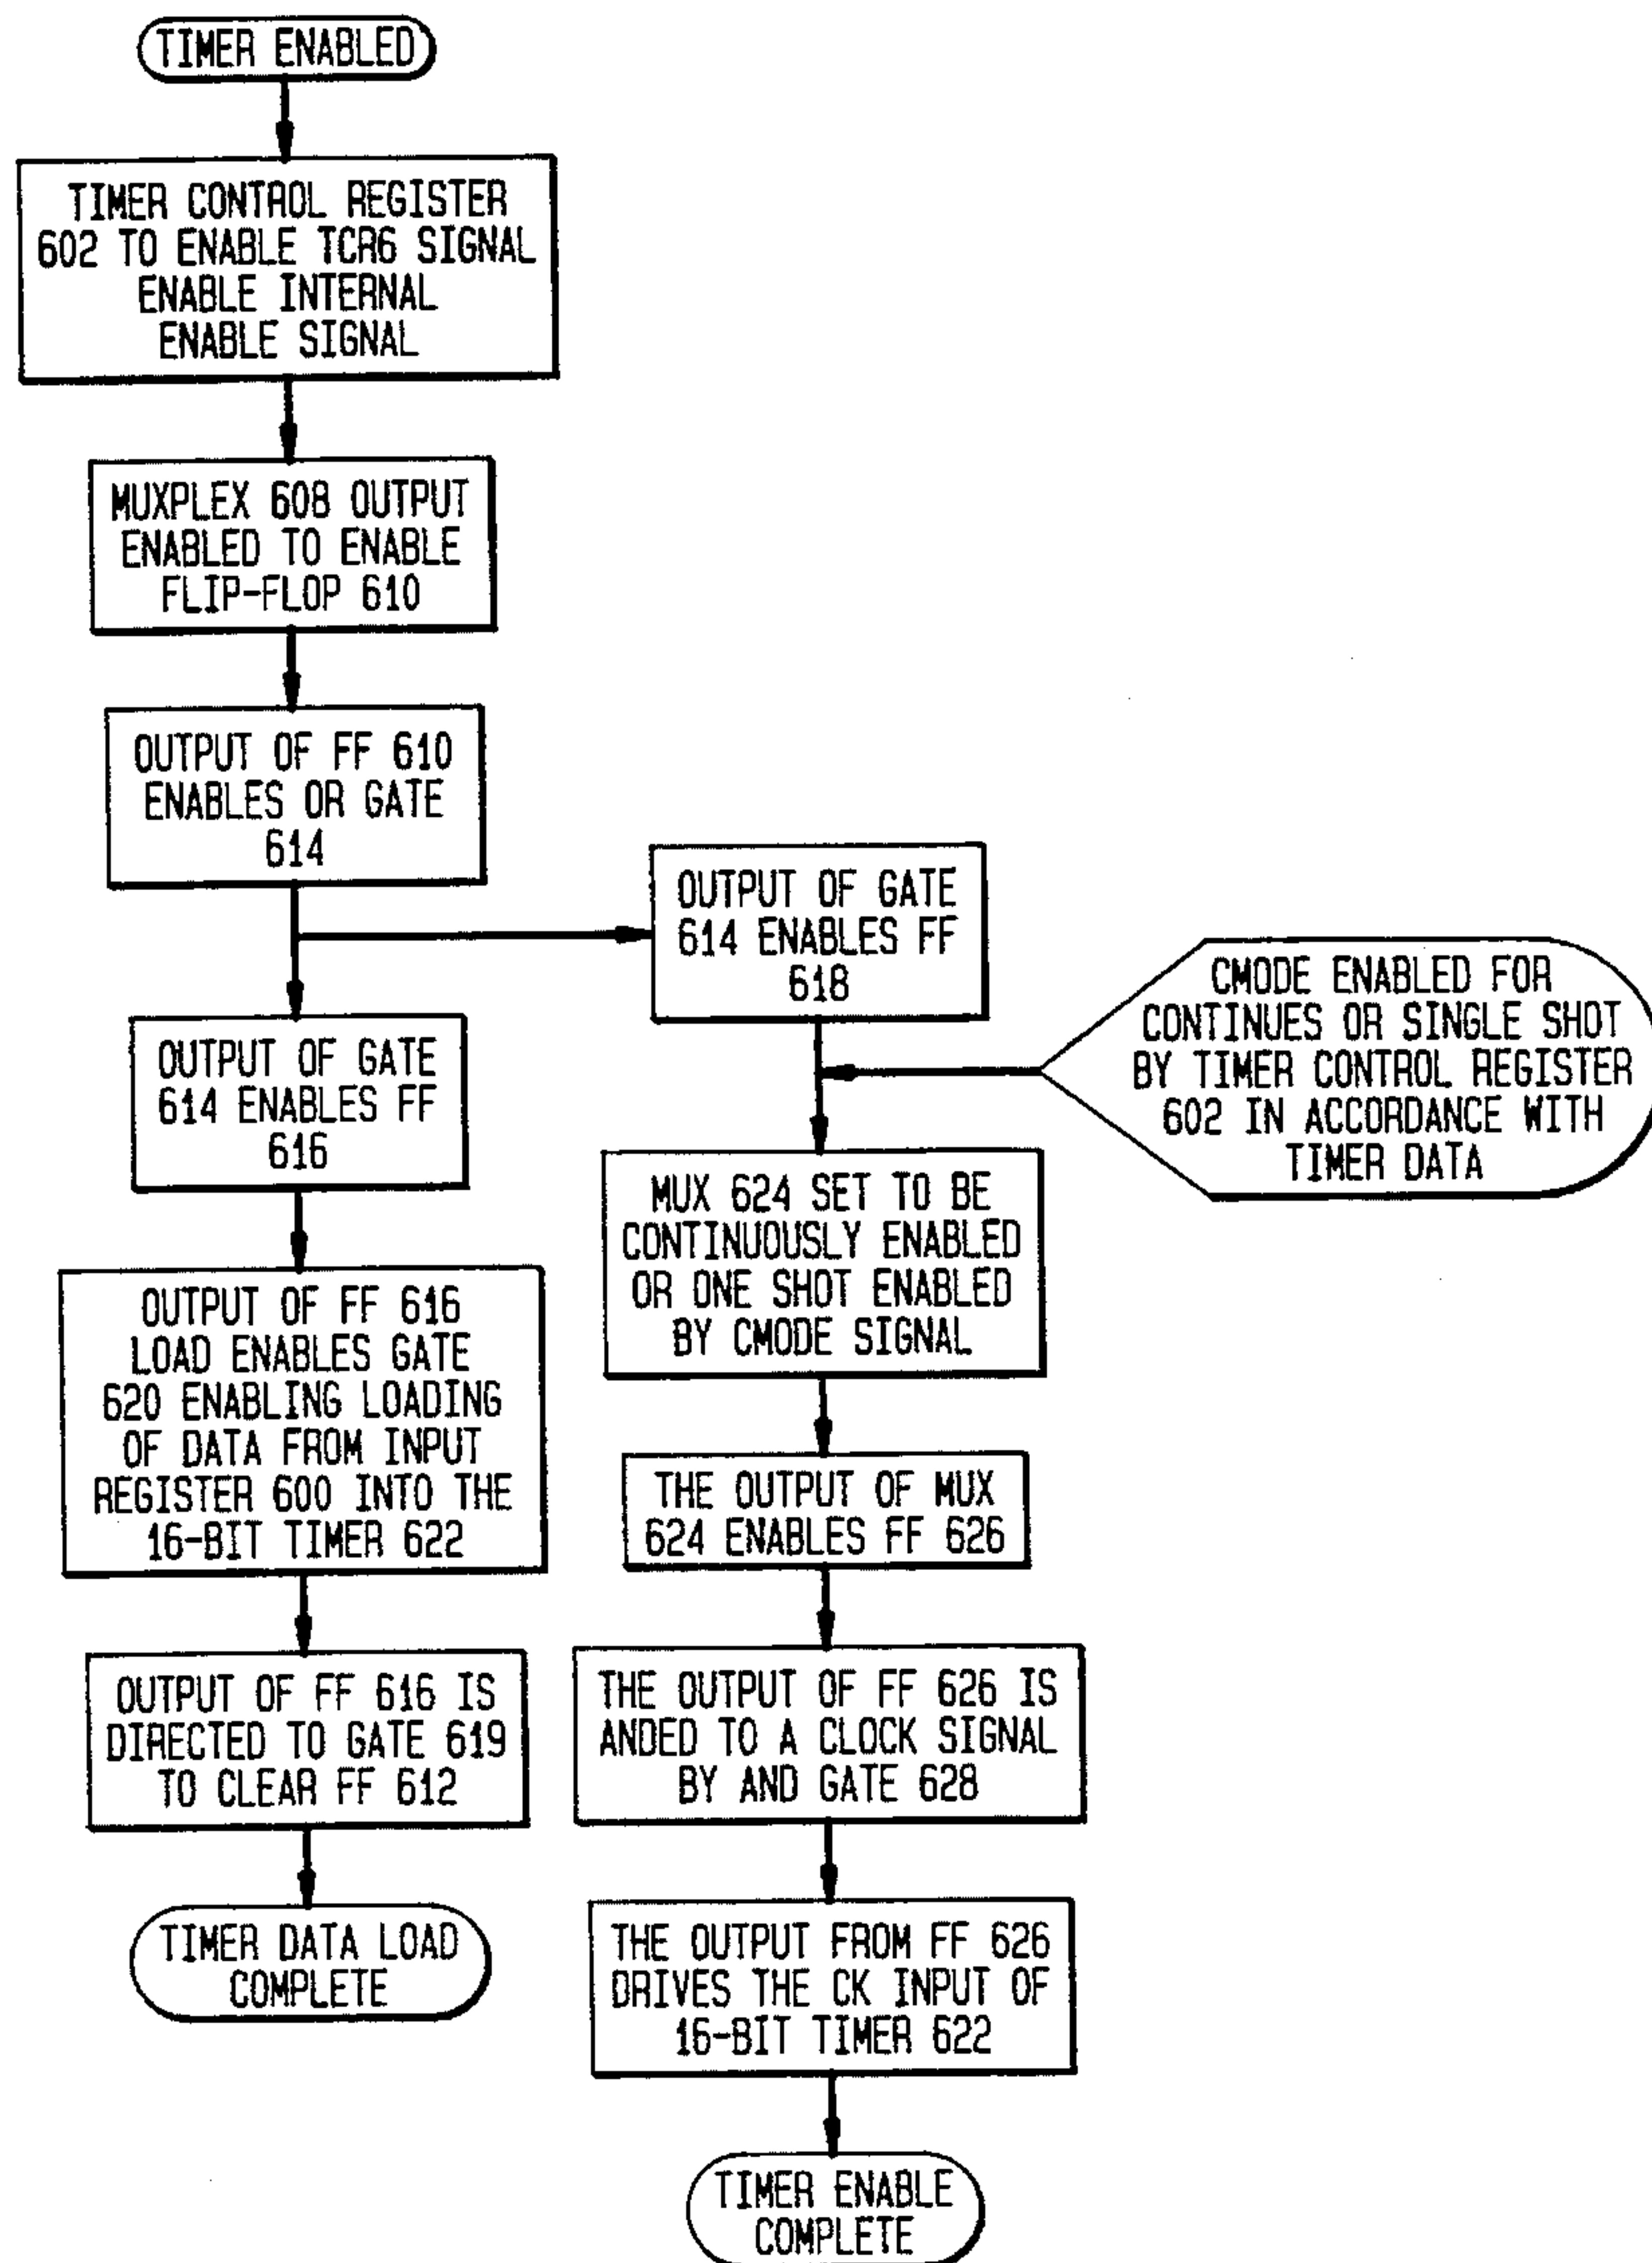 TIMER ENABLED
TIMER CONTROL REGISTER
602 TO ENABLE TCR6 SIGNAL
ENABLE INTERNAL
ENABLE SIGNAL
MUXPLEX 608 OUTPUT
ENABLED TO ENABLE
FLIP-FLOP 610
OUTPUT OF FF 610
ENABLES OR GATE
614
OUTPUT OF GATE
614 ENABLES FF
616
OUTPUT OF FF 616
LOAD ENABLES GATE
620 ENABLING LOADING
OF DATA FROM INPUT
REGISTER 600 INTO THE
16-BIT TIMER 622
OUTPUT OF FF 616 IS
DIRECTED TO GATE 619
TO CLEAR FF 612
TIMER DATA LOAD
COMPLETE
OUTPUT OF GATE
614 ENABLES FF
618
CMODE ENABLED FOR
CONTINUES OR SINGLE SHOT
BY TIMER CONTROL REGISTER
602 IN ACCORDANCE WITH
TIMER DATA
MUX 624 SET TO BE
CONTINUOUSLY ENABLED
OR ONE SHOT ENABLED
BY CMODE SIGNAL
THE OUTPUT OF MUX
624 ENABLES FF 626
THE OUTPUT OF FF 626 IS
ANDED TO A CLOCK SIGNAL
BY AND GATE 628
THE OUTPUT FROM FF 626
DRIVES THE CK INPUT OF
16-BIT TIMER 622
TIMER ENABLE
COMPLETE